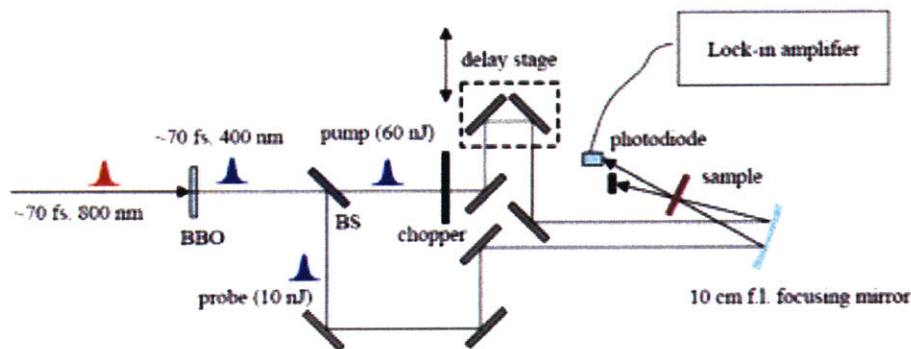 Lock-in amplifier
delay stage
~70 fs, 400 nm
pump (60 nJ)
photodiode
sample
~70 fs, 800 nm
BBO
BS
chopper
probe (10 nJ)
10 cm f.l. focusing mirror